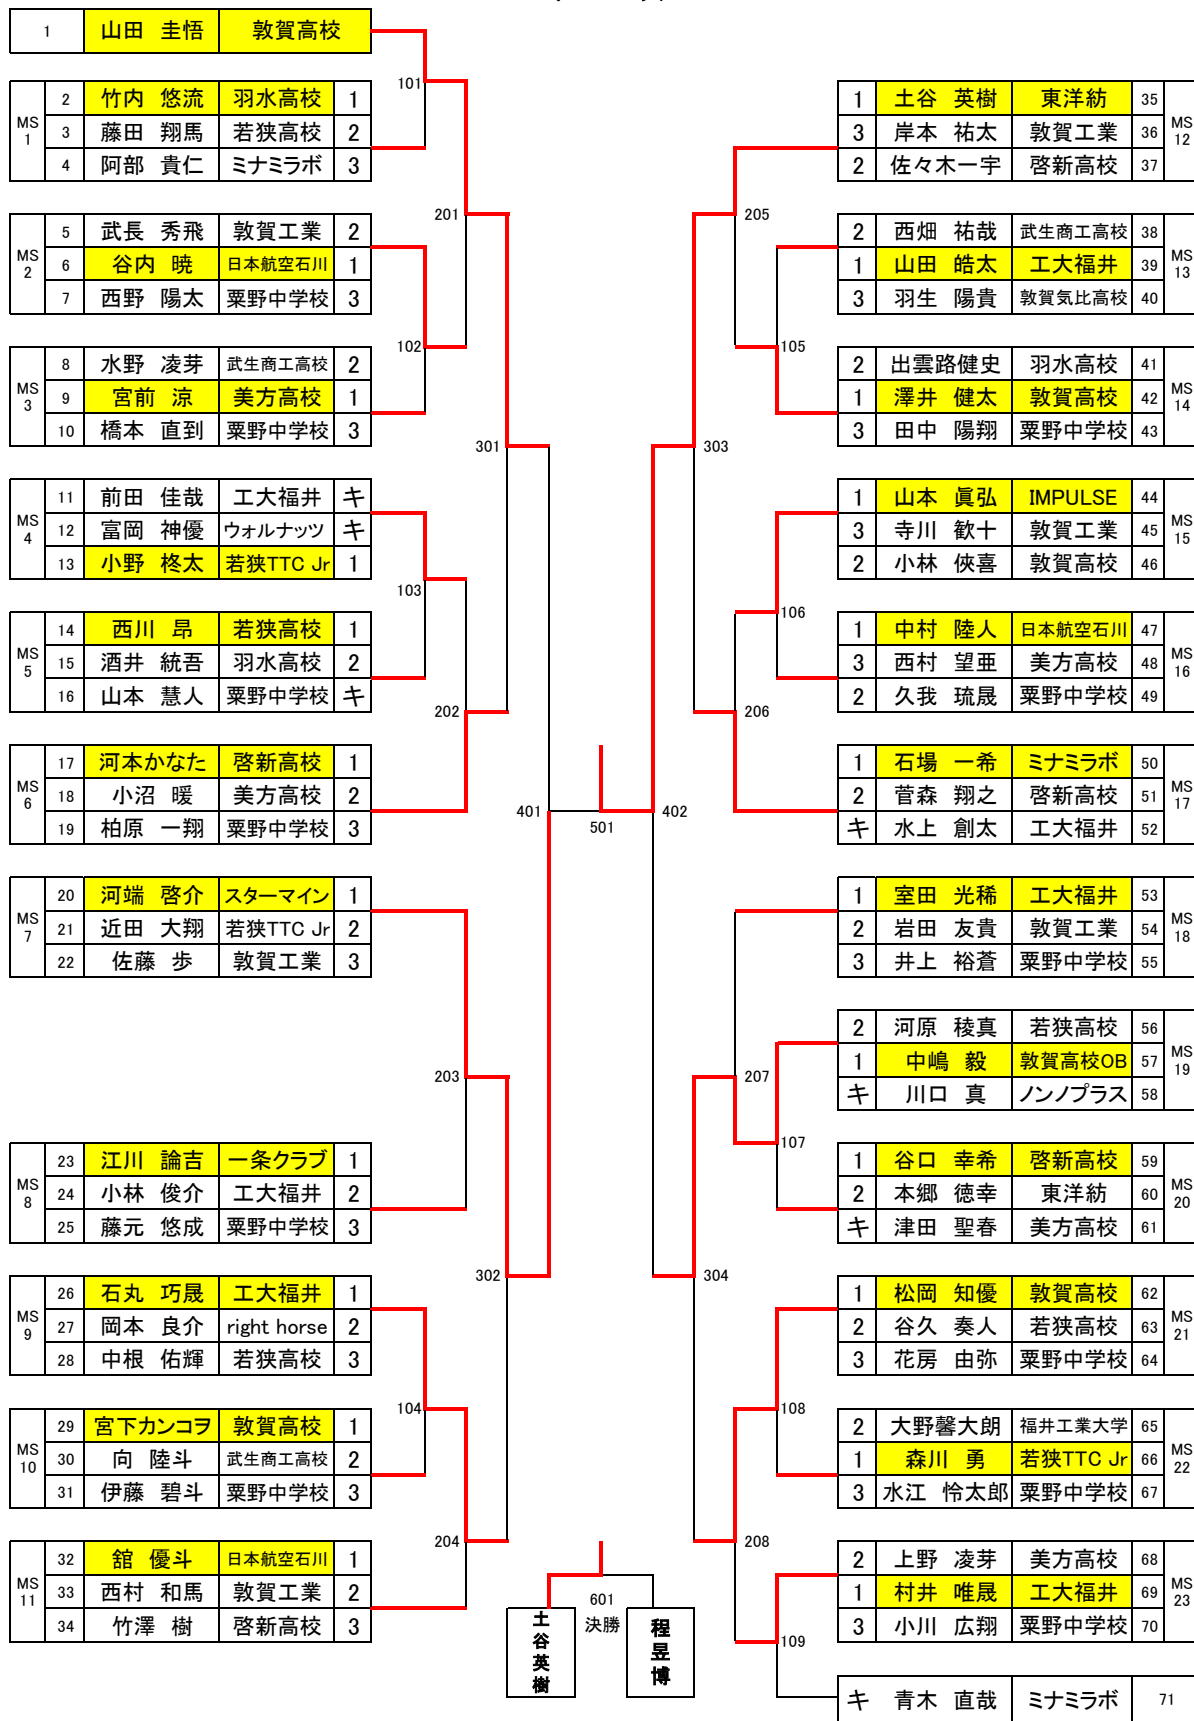 1 山田 圭悟 敦賀高校
MS 1
2 竹内 悠流 羽水高校 1
3 藤田 翔馬 若狭高校 2
4 阿部 貴仁 ミナミラボ 3
MS 2
5 武長 秀飛 敦賀工業 2
6 谷内 暁 日本航空石川 1
7 西野 陽太 粟野中学校 3
MS 3
8 水野 凌芽 武生商工高校 2
9 宮前 涼 美方高校 1
10 橋本 直到 粟野中学校 3
MS 4
11 前田 佳哉 工大福井 キ
12 富岡 神優 ウォルナッツ キ
13 小野 柊太 若狭TTC Jr 1
MS 5
14 西川 昂 若狭高校 1
15 酒井 統吾 羽水高校 2
16 山本 慧人 粟野中学校 キ
MS 6
17 河本かなた 啓新高校 1
18 小沼 暖 美方高校 2
19 柏原 一翔 粟野中学校 3
MS 7
20 河端 啓介 スターマイン 1
21 近田 大翔 若狭TTC Jr 2
22 佐藤 歩 敦賀工業 3
MS 8
23 江川 諭吉 一条クラブ 1
24 小林 俊介 工大福井 2
25 藤元 悠成 粟野中学校 3
MS 9
26 石丸 巧晟 工大福井 1
27 岡本 良介 right horse 2
28 中根 佑輝 若狭高校 3
MS 10
29 宮下カンコヲ 敦賀高校 1
30 向 陸斗 武生商工高校 2
31 伊藤 碧斗 粟野中学校 3
MS 11
32 舘 優斗 日本航空石川 1
33 西村 和馬 敦賀工業 2
34 竹澤 樹 啓新高校 3
101
102
103
104
201
202
203
204
301
302
401
501
402
303
304
205
206
207
208
105
106
107
108
109
601
決勝
土谷英樹
程昱博
1 土谷 英樹 東洋紡 35
3 岸本 祐太 敦賀工業 36
2 佐々木一宇 啓新高校 37
MS 12
2 西畑 祐哉 武生商工高校 38
1 山田 皓太 工大福井 39
3 羽生 陽貴 敦賀気比高校 40
MS 13
2 出雲路健史 羽水高校 41
1 澤井 健太 敦賀高校 42
3 田中 陽翔 粟野中学校 43
MS 14
1 山本 眞弘 IMPULSE 44
3 寺川 歓十 敦賀工業 45
2 小林 俠喜 敦賀高校 46
MS 15
1 中村 陸人 日本航空石川 47
3 西村 望亜 美方高校 48
2 久我 琉晟 粟野中学校 49
MS 16
1 石場 一希 ミナミラボ 50
2 菅森 翔之 啓新高校 51
キ 水上 創太 工大福井 52
MS 17
1 室田 光稀 工大福井 53
2 岩田 友貴 敦賀工業 54
3 井上 裕蒼 粟野中学校 55
MS 18
2 河原 稜真 若狭高校 56
1 中嶋 毅 敦賀高校OB 57
キ 川口 真 ノンノプラス 58
MS 19
1 谷口 幸希 啓新高校 59
2 本郷 徳幸 東洋紡 60
キ 津田 聖春 美方高校 61
MS 20
1 松岡 知優 敦賀高校 62
2 谷久 奏人 若狭高校 63
3 花房 由弥 粟野中学校 64
MS 21
2 大野馨大朗 福井工業大学 65
1 森川 勇 若狭TTC Jr 66
3 水江 怜太郎 粟野中学校 67
MS 22
2 上野 凌芽 美方高校 68
1 村井 唯晟 工大福井 69
3 小川 広翔 粟野中学校 70
MS 23
キ 青木 直哉 ミナミラボ 71